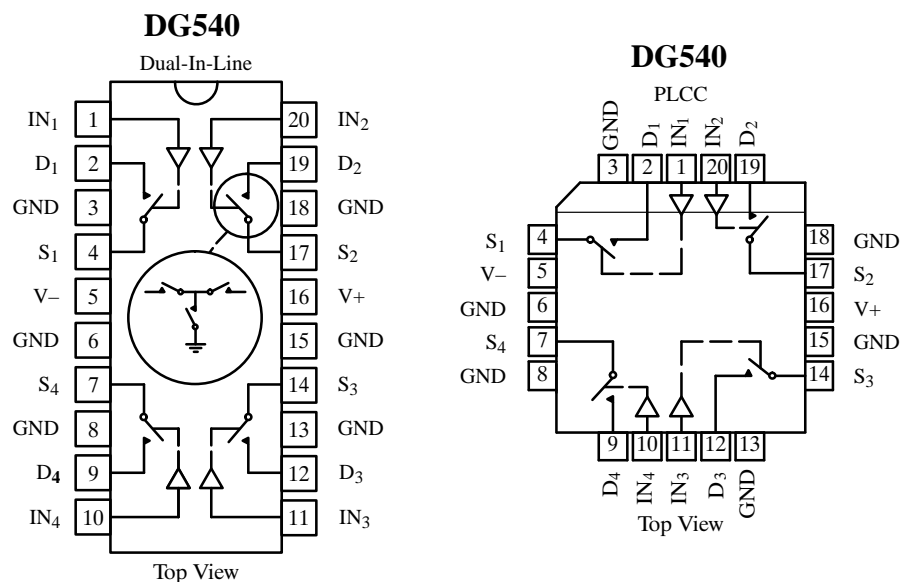 DG540
Dual-In-Line
IN1 1 20 IN2
D1 2 19 D2
GND 3 18 GND
S1 4 17 S2
V– 5 16 V+
GND 6 15 GND
S4 7 14 S3
GND 8 13 GND
D4 9 12 D3
IN4 10 11 IN3
Top View
DG540
PLCC
GND D1 IN1 IN2 D2
3 2 1 20 19
S1 4 18 GND
V– 5 17 S2
GND 6 16 V+
S4 7 15 GND
GND 8 14 S3
9 10 11 12 13
D4 IN4 IN3 D3 GND
Top View